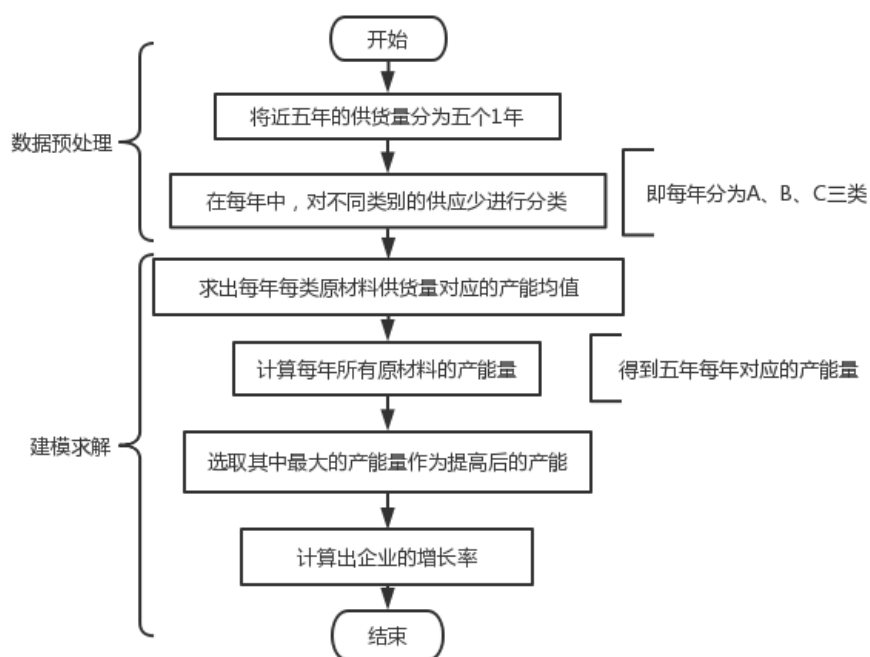 开始
将近五年的供货量分为五个1年
数据预处理
在每年中，对不同类别的供应少进行分类
即每年分为A、B、C三类
求出每年每类原材料供货量对应的产能均值
计算每年所有原材料的产能量
得到五年每年对应的产能量
建模求解
选取其中最大的产能量作为提高后的产能
计算出企业的增长率
结束